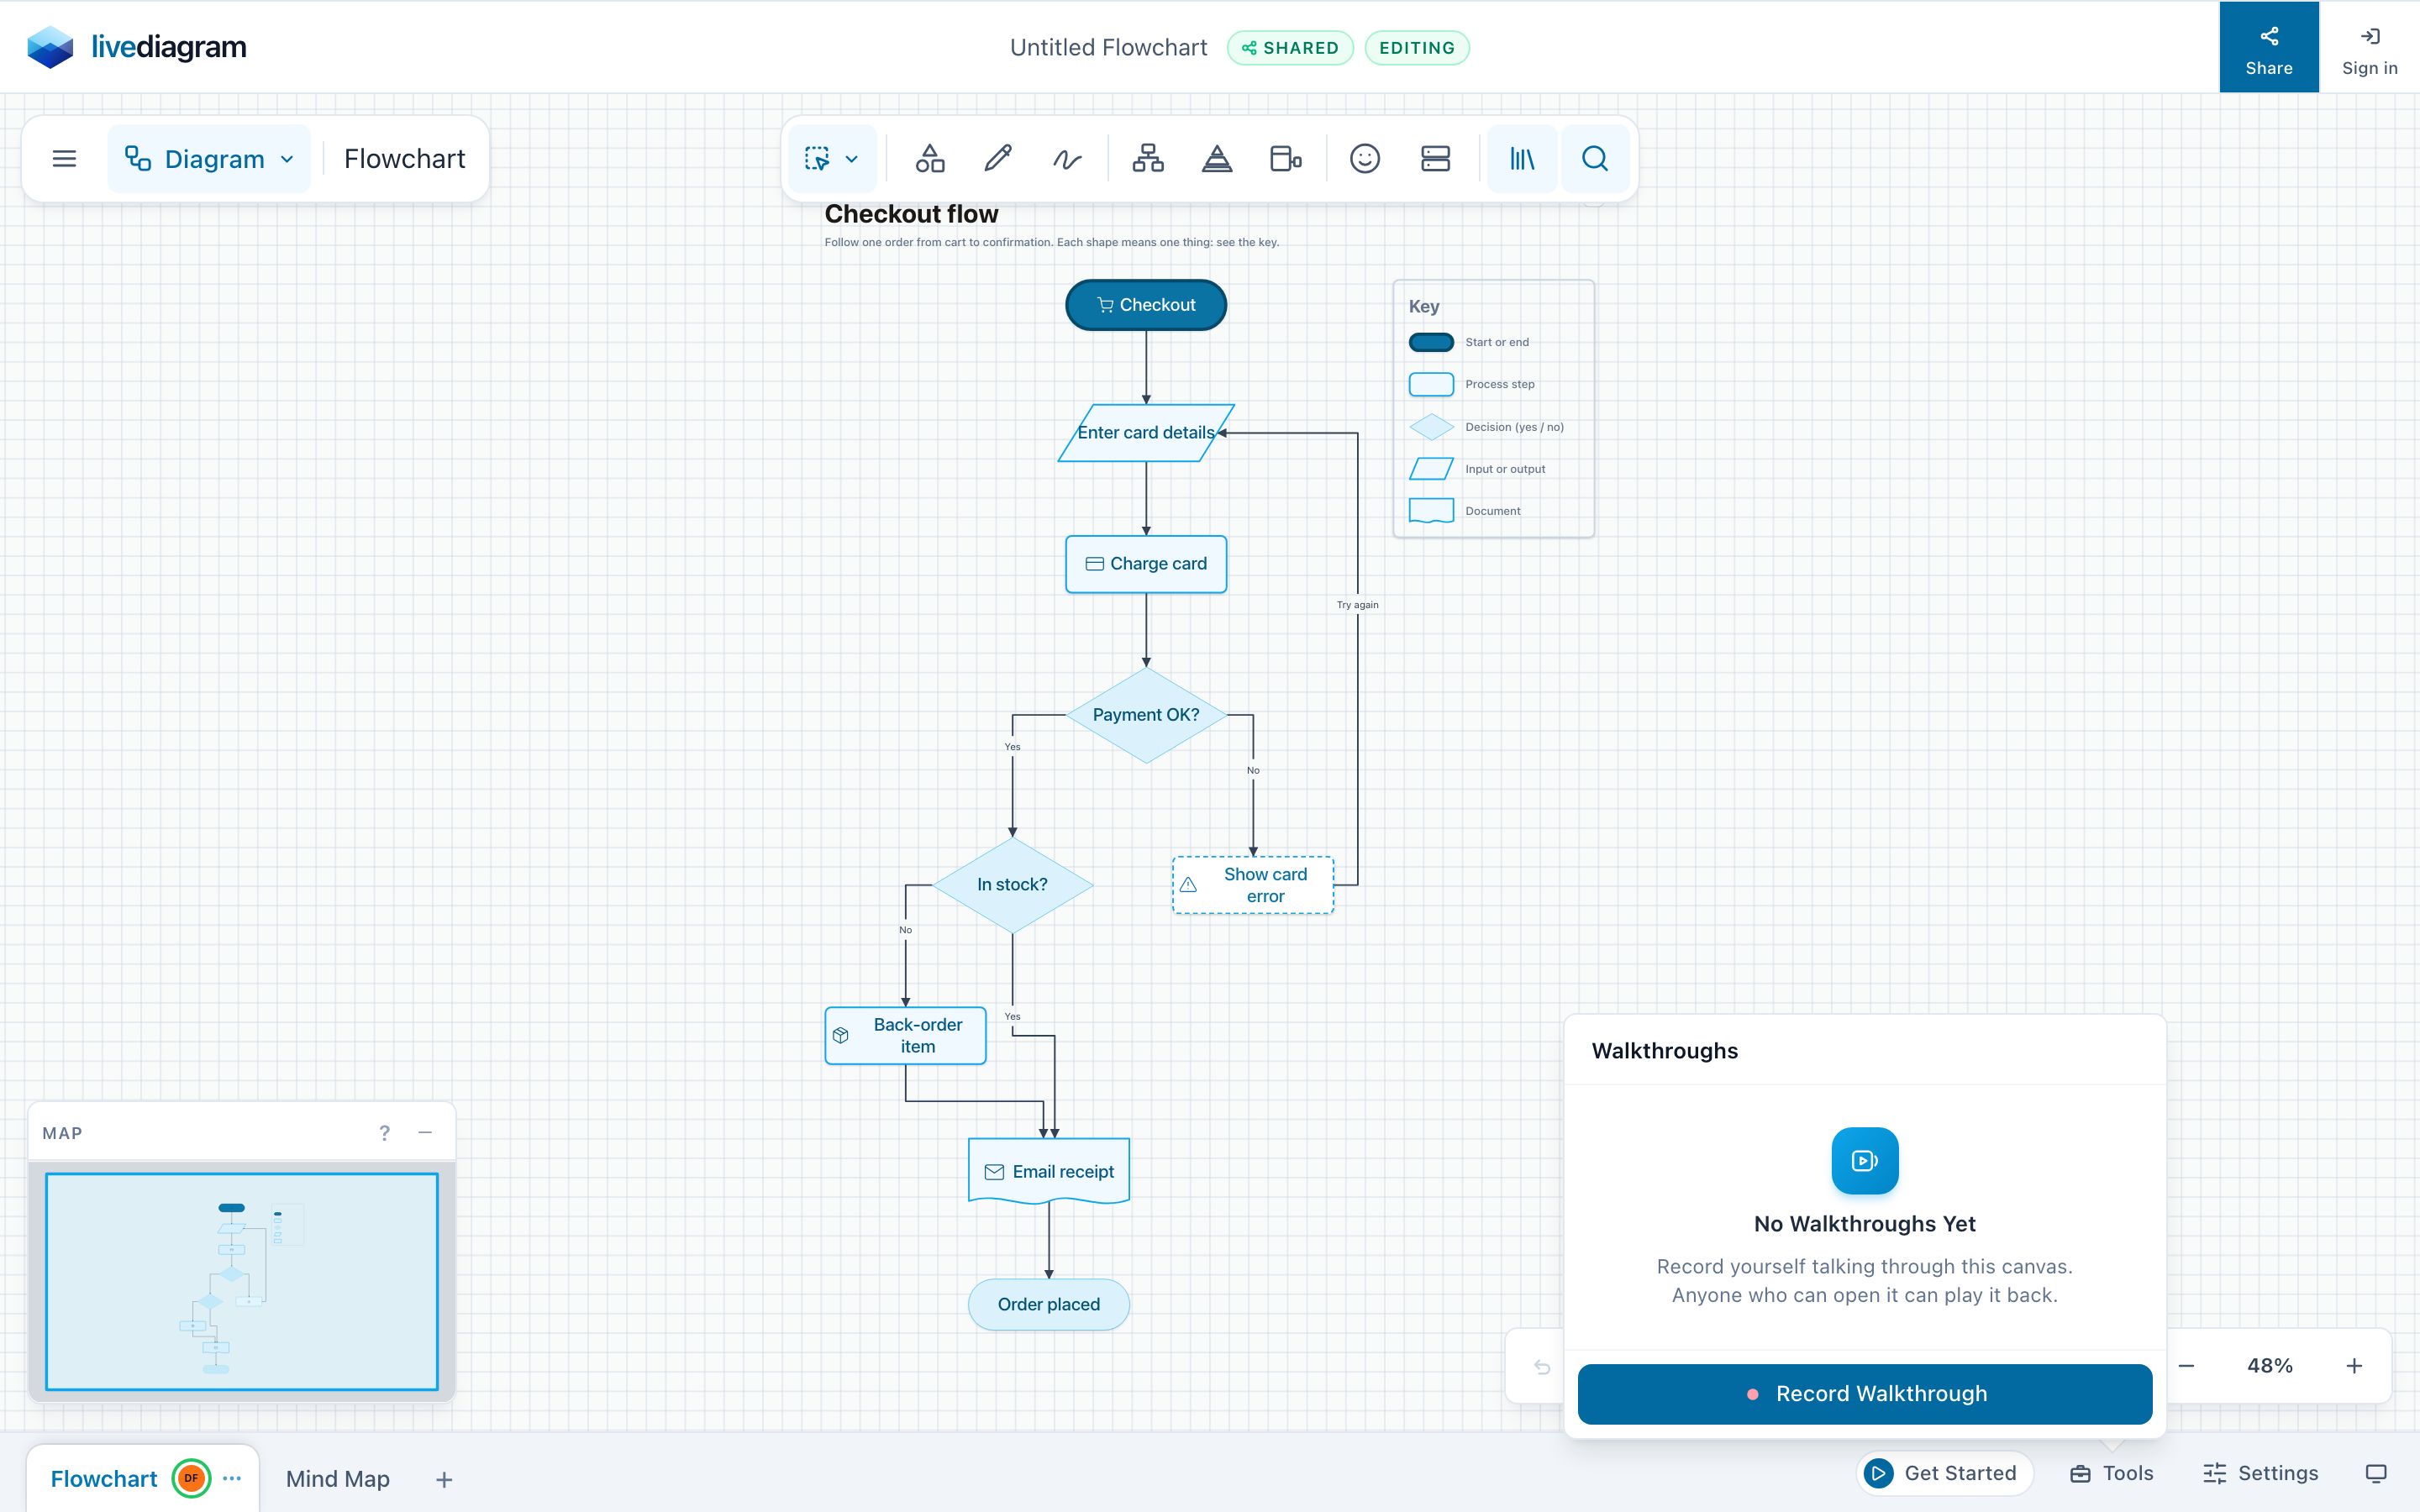 livediagram
Untitled Flowchart
SHARED
EDITING
Share
Sign in
Diagram
Flowchart
Checkout flow
Follow one order from cart to confirmation. Each shape means one thing: see the key.
Checkout
Key
Start or end
Process step
Decision (yes / no)
Input or output
Document
Enter card details
Charge card
Try again
Payment OK?
Yes
No
In stock?
Show card
error
No
Yes
Back-order
item
Email receipt
Order placed
MAP
?
Walkthroughs
No Walkthroughs Yet
Record yourself talking through this canvas.
Anyone who can open it can play it back.
Record Walkthrough
48%
Flowchart
DF
Mind Map
Get Started
Tools
Settings